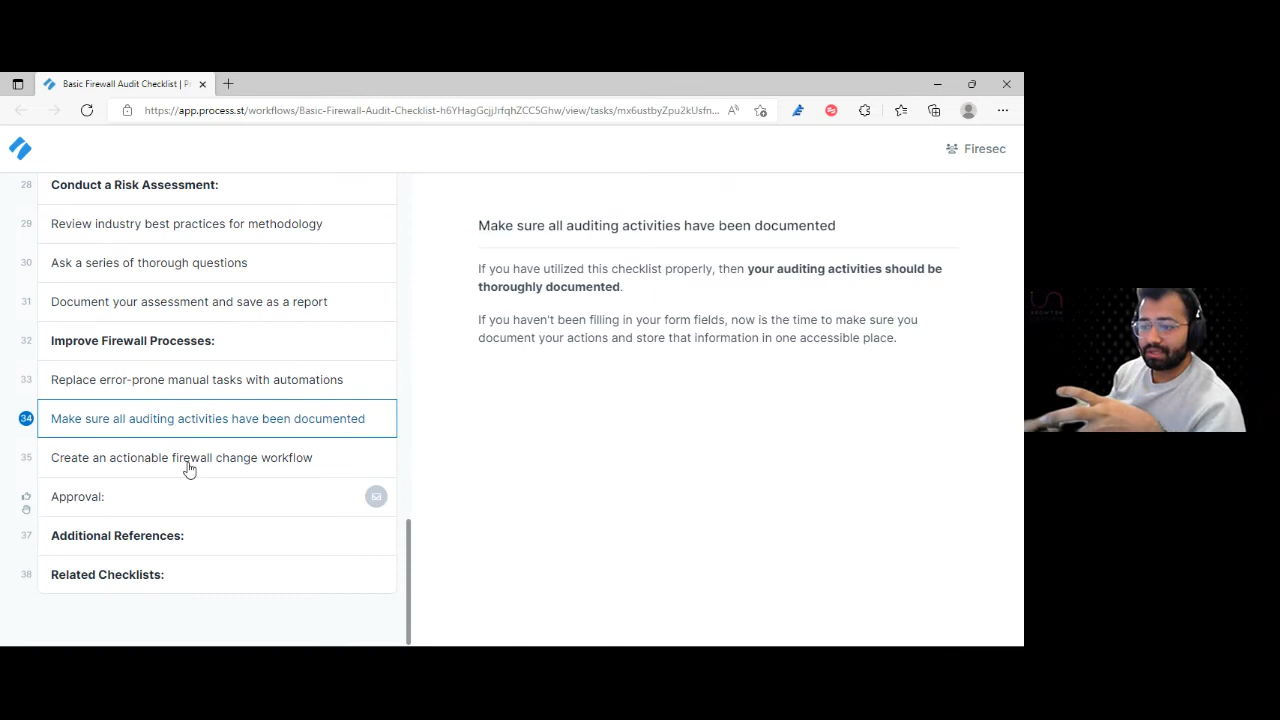 Basic Firewall Audit Checklist | P
https://app.process.st/workflows/Basic-Firewall-Audit-Checklist-h6YHagGcjjJrfqhZCC5Ghw/view/tasks/mx6ustbyZpu2kUsfn...
Firesec
28 Conduct a Risk Assessment:
29 Review industry best practices for methodology
30 Ask a series of thorough questions
31 Document your assessment and save as a report
32 Improve Firewall Processes:
33 Replace error-prone manual tasks with automations
34 Make sure all auditing activities have been documented
35 Create an actionable firewall change workflow
Approval:
37 Additional References:
38 Related Checklists:
Make sure all auditing activities have been documented
If you have utilized this checklist properly, then your auditing activities should be
thoroughly documented.
If you haven't been filling in your form fields, now is the time to make sure you
document your actions and store that information in one accessible place.